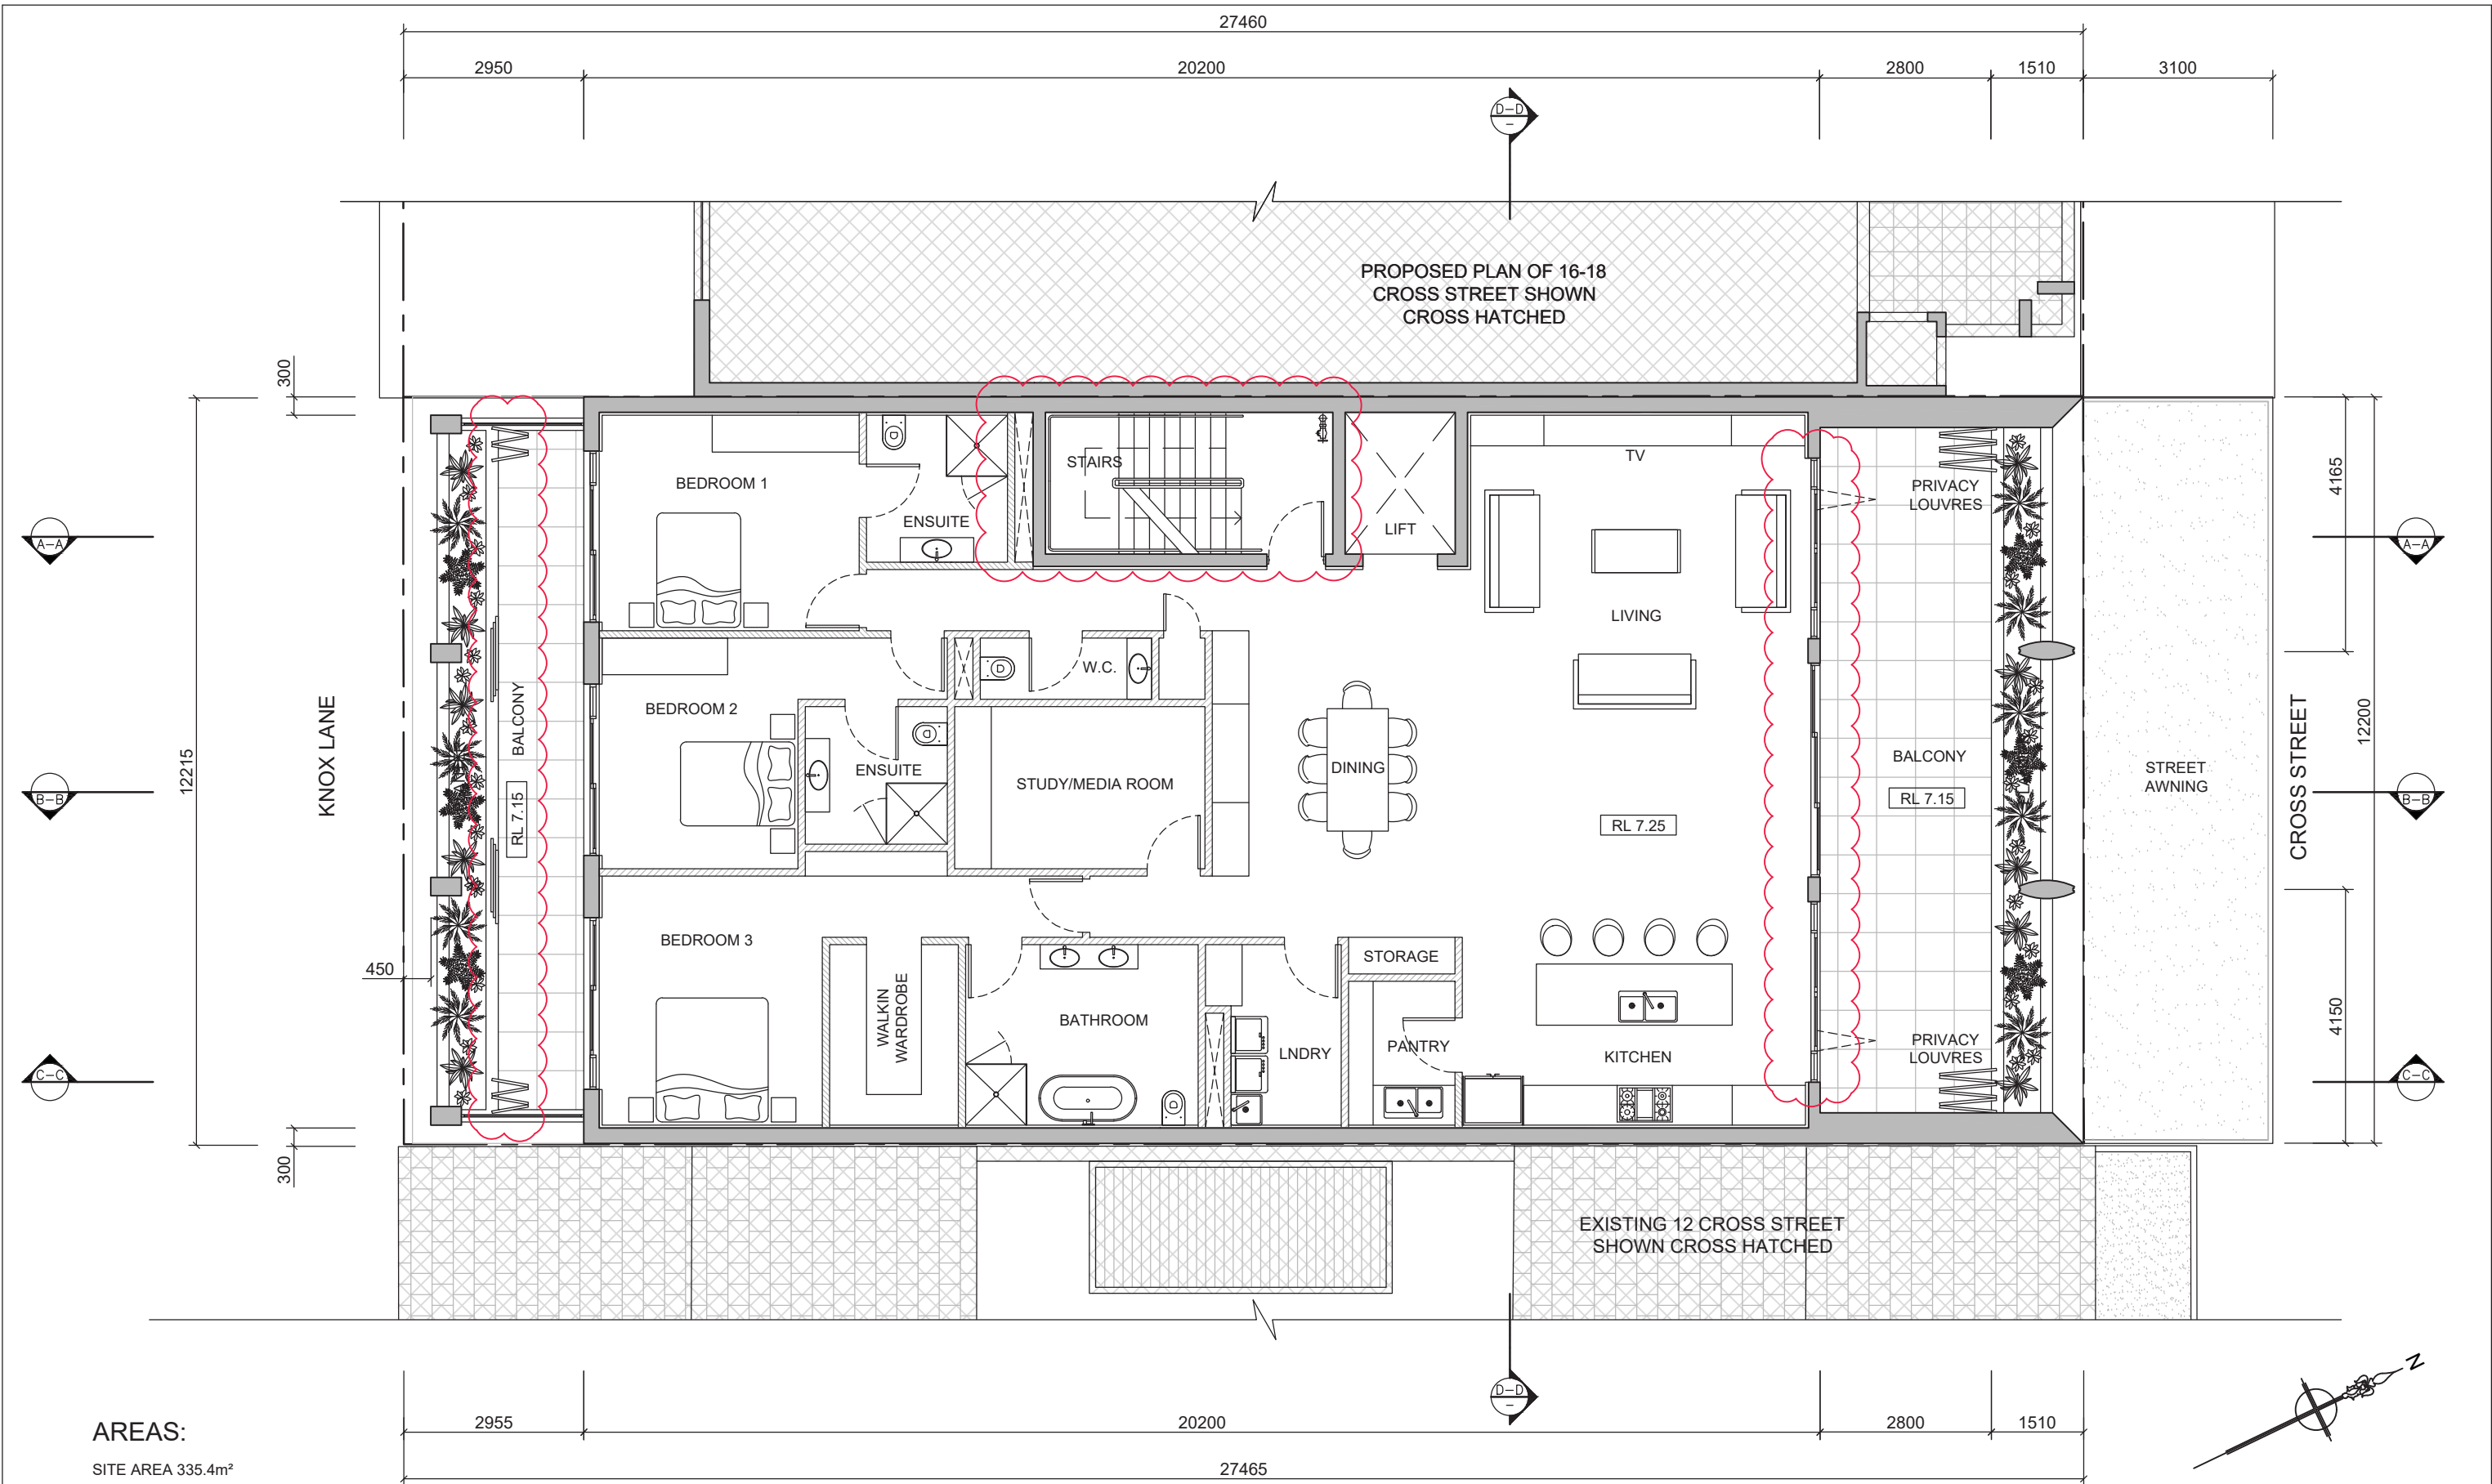 27460
2950
20200
2800
1510
3100
D-D
–
PROPOSED PLAN OF 16-18
CROSS STREET SHOWN
CROSS HATCHED
300
12215
KNOX LANE
450
300
A-A
B-B
C-C
BALCONY
RL 7.15
BEDROOM 1
ENSUITE
STAIRS
LIFT
TV
LIVING
PRIVACY
LOUVRES
BEDROOM 2
ENSUITE
W.C.
STUDY/MEDIA ROOM
DINING
RL 7.25
BALCONY
RL 7.15
BEDROOM 3
WALKIN
WARDROBE
BATHROOM
LNDRY
STORAGE
PANTRY
KITCHEN
PRIVACY
LOUVRES
STREET
AWNING
CROSS STREET
4165
12200
4150
A-A
B-B
C-C
EXISTING 12 CROSS STREET
SHOWN CROSS HATCHED
D-D
–
N
AREAS:
SITE AREA 335.4m²
2955
20200
2800
1510
27465